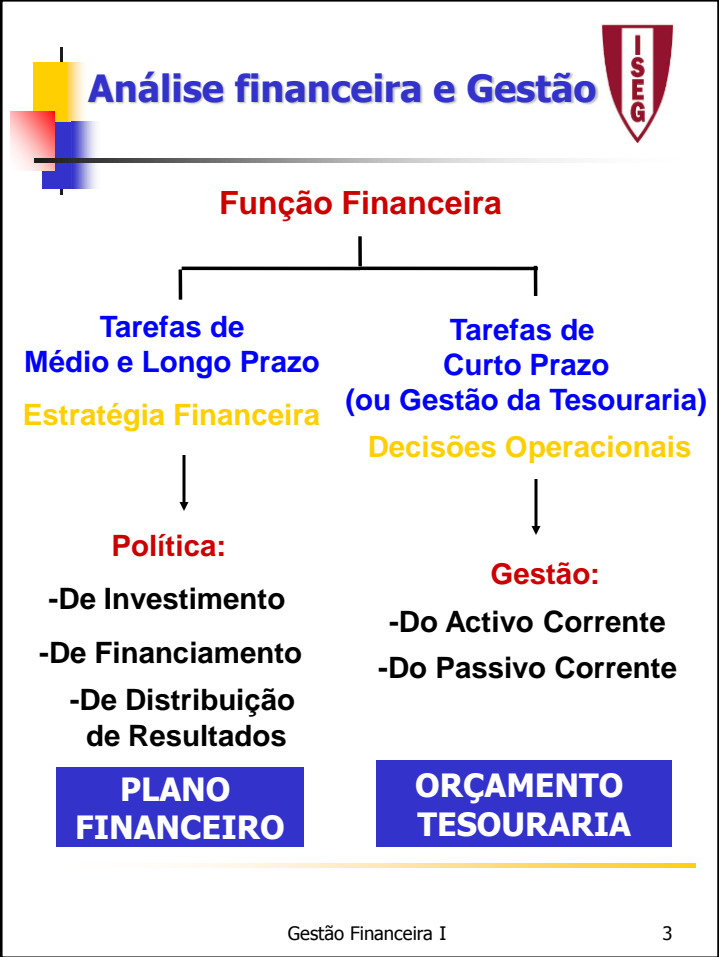 Análise financeira e Gestão
ISEG
Função Financeira
Tarefas de
Médio e Longo Prazo
Estratégia Financeira
Política:
-De Investimento
-De Financiamento
-De Distribuição
de Resultados
PLANO
FINANCEIRO
Tarefas de
Curto Prazo
(ou Gestão da Tesouraria)
Decisões Operacionais
Gestão:
-Do Activo Corrente
-Do Passivo Corrente
ORÇAMENTO
TESOURARIA
Gestão Financeira I
3